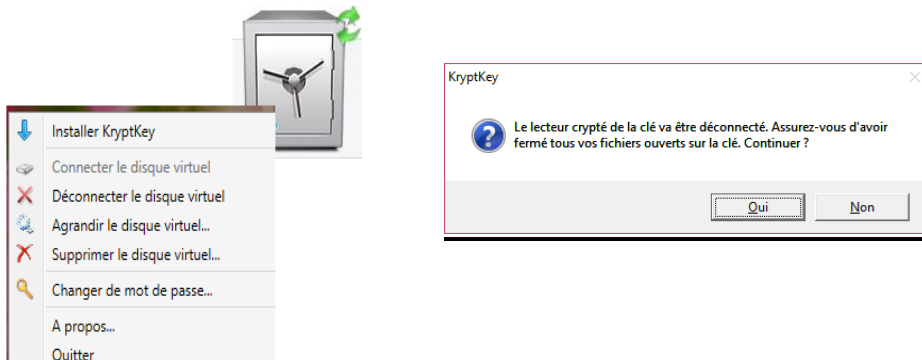 Installer KryptKey
Connecter le disque virtuel
Déconnecter le disque virtuel
Agrandir le disque virtuel...
Supprimer le disque virtuel...
Changer de mot de passe...
A propos...
Quitter
KryptKey
Le lecteur crypté de la clé va être déconnecté. Assurez-vous d'avoir
fermé tous vos fichiers ouverts sur la clé. Continuer ?
Oui
Non